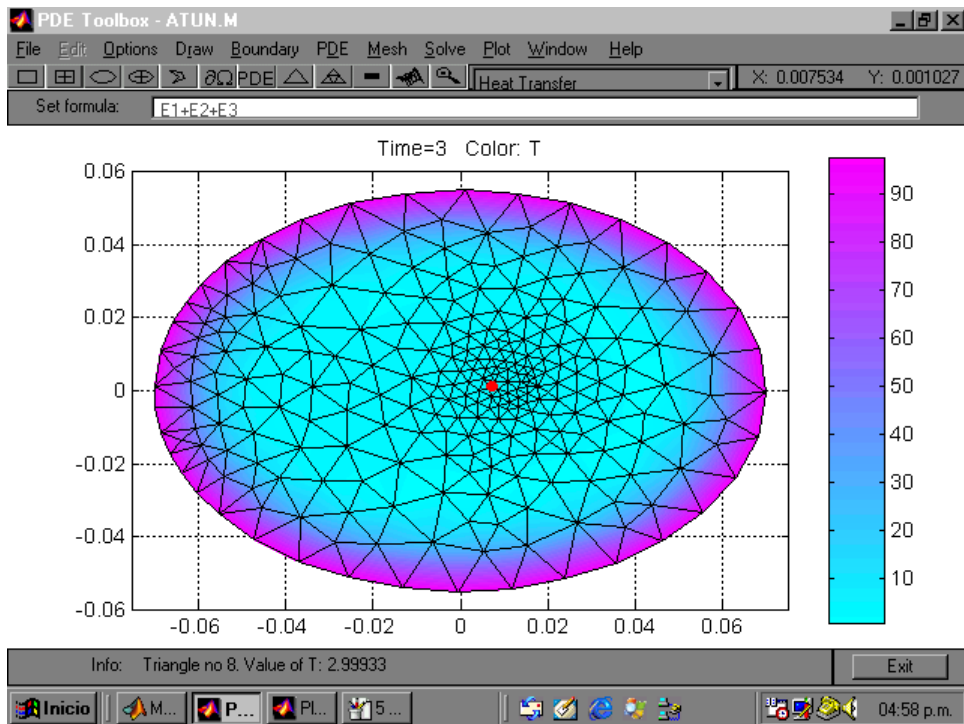 PDE Toolbox - ATUN.M
File Edit Options Draw Boundary PDE Mesh Solve Plot Window Help
∂Ω PDE Heat Transfer X: 0.007534 Y: 0.001027
Set formula: E1+E2+E3
Time=3 Color: T
0.06
0.04
0.02
0
-0.02
-0.04
-0.06
-0.06 -0.04 -0.02 0 0.02 0.04 0.06
90
80
70
60
50
40
30
20
10
Info: Triangle no 8. Value of T: 2.99933 Exit
Inicio M... P... Pl... 5 ... 04:58 p.m.